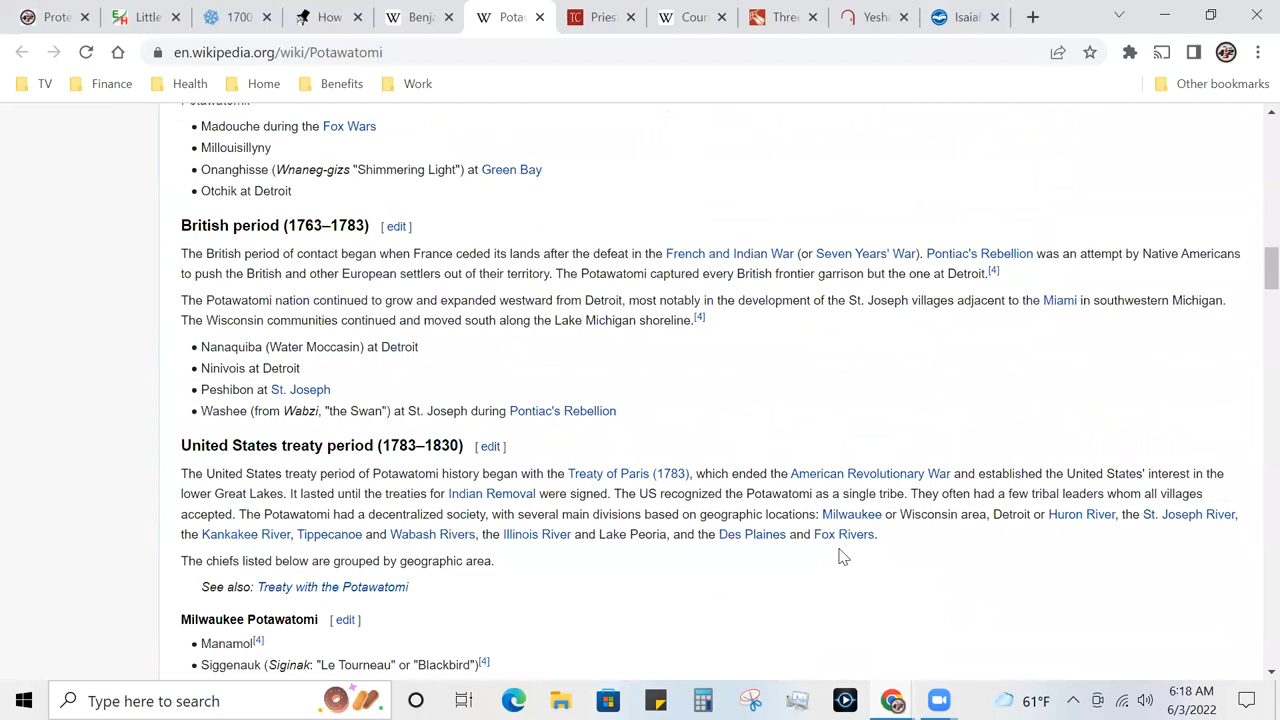 Prote
Little
1700
How
Benja
Potaw
Priest
Coun
Three
Yesha
Isaiah
en.wikipedia.org/wiki/Potawatomi
TV Finance Health Home Benefits Work Other bookmarks
• Madouche during the Fox Wars
• Millouisillyny
• Onanghisse (Wnaneg-gizs "Shimmering Light") at Green Bay
• Otchik at Detroit
British period (1763–1783) [ edit ]
The British period of contact began when France ceded its lands after the defeat in the French and Indian War (or Seven Years' War). Pontiac's Rebellion was an attempt by Native Americans
to push the British and other European settlers out of their territory. The Potawatomi captured every British frontier garrison but the one at Detroit.[4]
The Potawatomi nation continued to grow and expanded westward from Detroit, most notably in the development of the St. Joseph villages adjacent to the Miami in southwestern Michigan.
The Wisconsin communities continued and moved south along the Lake Michigan shoreline.[4]
• Nanaquiba (Water Moccasin) at Detroit
• Ninivois at Detroit
• Peshibon at St. Joseph
• Washee (from Wabzi, "the Swan") at St. Joseph during Pontiac's Rebellion
United States treaty period (1783–1830) [ edit ]
The United States treaty period of Potawatomi history began with the Treaty of Paris (1783), which ended the American Revolutionary War and established the United States' interest in the
lower Great Lakes. It lasted until the treaties for Indian Removal were signed. The US recognized the Potawatomi as a single tribe. They often had a few tribal leaders whom all villages
accepted. The Potawatomi had a decentralized society, with several main divisions based on geographic locations: Milwaukee or Wisconsin area, Detroit or Huron River, the St. Joseph River,
the Kankakee River, Tippecanoe and Wabash Rivers, the Illinois River and Lake Peoria, and the Des Plaines and Fox Rivers.
The chiefs listed below are grouped by geographic area.
See also: Treaty with the Potawatomi
Milwaukee Potawatomi [ edit ]
• Manamol[4]
• Siggenauk (Siginak: "Le Tourneau" or "Blackbird")[4]
Type here to search
61°F
6:18 AM
6/3/2022